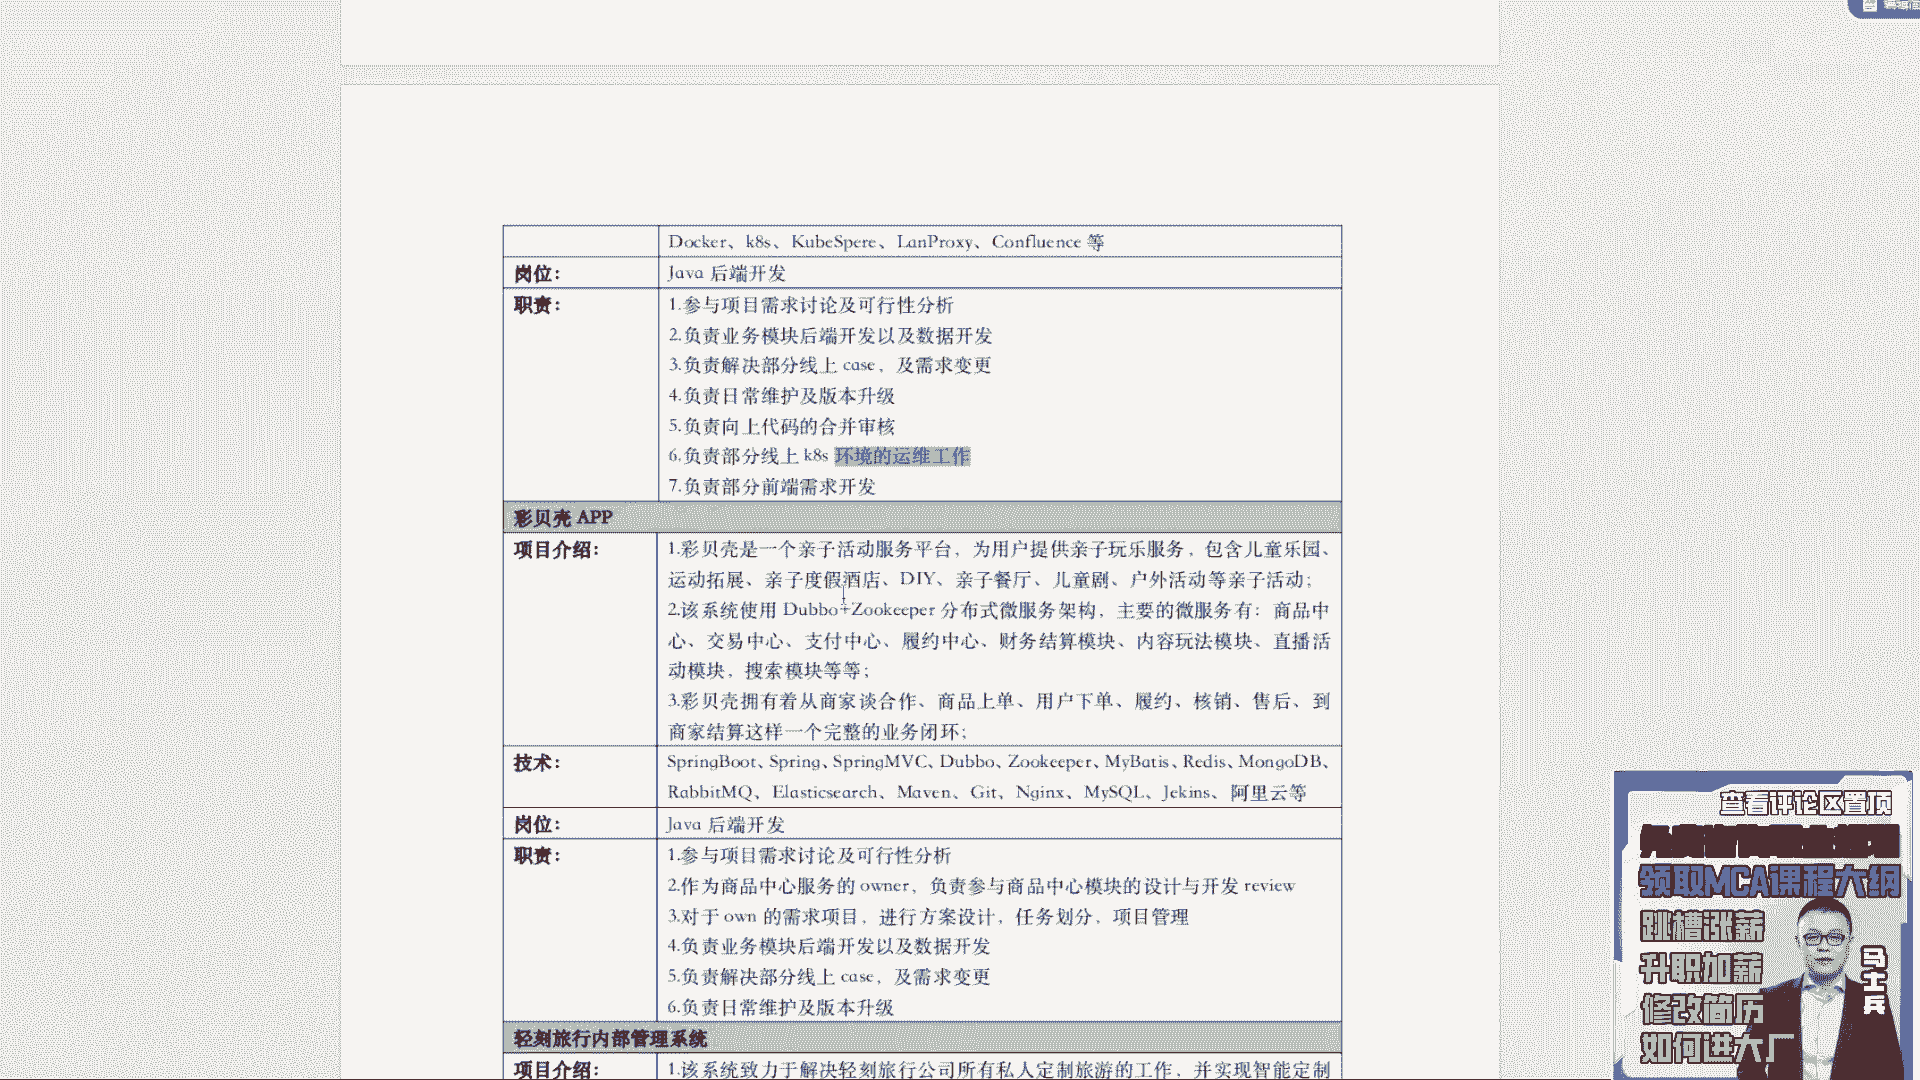 Docker、k8s、KubeSpere、LanProxy、Confluence 等
岗位：
Java 后端开发
职责：
1.参与项目需求讨论及可行性分析
2.负责业务模块后端开发以及数据开发
3.负责解决部分线上 case，及需求变更
4.负责日常维护及版本升级
5.负责向上代码的合并审核
6.负责部分线上 k8s 环境的运维工作
7.负责部分前端需求开发
彩贝壳 APP
项目介绍：
1.彩贝壳是一个亲子活动服务平台，为用户提供亲子玩乐服务，包含儿童乐园、
运动拓展、亲子度假酒店、DIY、亲子餐厅、儿童剧、户外活动等亲子活动；
2.该系统使用 Dubbo+Zookeeper 分布式微服务架构，主要的微服务有：商品中
心、交易中心、支付中心、履约中心、财务结算模块、内容玩法模块、直播活
动模块，搜索模块等等；
3.彩贝壳拥有着从商家谈合作、商品上单、用户下单、履约、核销、售后、到
商家结算这样一个完整的业务闭环；
技术：
SpringBoot、Spring、SpringMVC、Dubbo、Zookeeper、MyBatis、Redis、MongoDB、
RabbitMQ、Elasticsearch、Maven、Git、Nginx、MySQL、Jekins、阿里云等
岗位：
Java 后端开发
职责：
1.参与项目需求讨论及可行性分析
2.作为商品中心服务的 owner，负责参与商品中心模块的设计与开发 review
3.对于 own 的需求项目，进行方案设计，任务划分，项目管理
4.负责业务模块后端开发以及数据开发
5.负责解决部分线上 case，及需求变更
6.负责日常维护及版本升级
轻刻旅行内部管理系统
项目介绍：
1.该系统致力于解决轻刻旅行公司所有私人定制旅游的工作，并实现智能定制
查看评论区置顶
领取MCA课程大纲
跳槽涨薪
升职加薪
修改简历
如何进大厂
马士兵